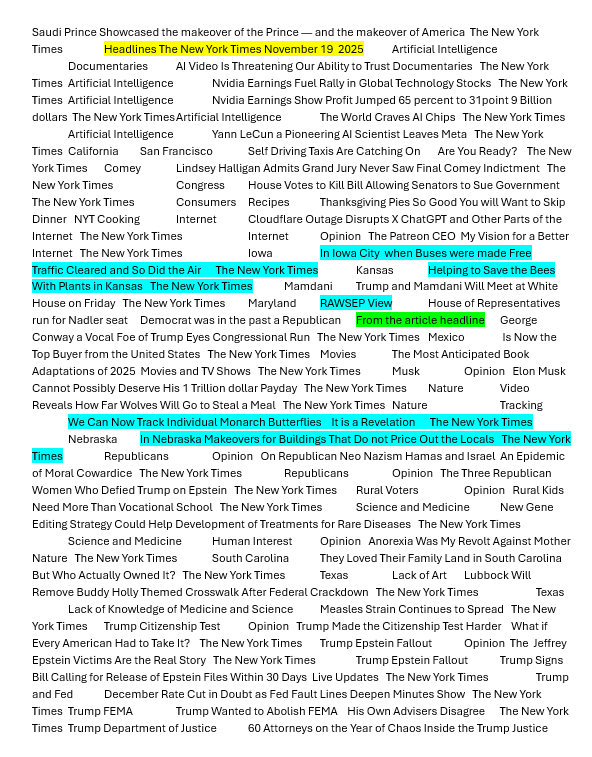 Saudi Prince Showcased the makeover of the Prince — and the makeover of America The New York
Times Headlines The New York Times November 19 2025 Artificial Intelligence
Documentaries AI Video Is Threatening Our Ability to Trust Documentaries The New York
Times Artificial Intelligence Nvidia Earnings Fuel Rally in Global Technology Stocks The New York
Times Artificial Intelligence Nvidia Earnings Show Profit Jumped 65 percent to 31point 9 Billion
dollars The New York TimesArtificial Intelligence The World Craves AI Chips The New York Times
Artificial Intelligence Yann LeCun a Pioneering AI Scientist Leaves Meta The New York
Times California San Francisco Self Driving Taxis Are Catching On Are You Ready? The New
York Times Comey Lindsey Halligan Admits Grand Jury Never Saw Final Comey Indictment The
New York Times Congress House Votes to Kill Bill Allowing Senators to Sue Government
The New York Times Consumers Recipes Thanksgiving Pies So Good You will Want to Skip
Dinner NYT Cooking Internet Cloudflare Outage Disrupts X ChatGPT and Other Parts of the
Internet The New York Times Internet Opinion The Patreon CEO My Vision for a Better
Internet The New York Times Iowa In Iowa City when Buses were made Free
Traffic Cleared and So Did the Air The New York Times Kansas Helping to Save the Bees
With Plants in Kansas The New York Times Mamdani Trump and Mamdani Will Meet at White
House on Friday The New York Times Maryland RAWSEP View House of Representatives
run for Nadler seat Democrat was in the past a Republican From the article headline George
Conway a Vocal Foe of Trump Eyes Congressional Run The New York Times Mexico Is Now the
Top Buyer from the United States The New York Times Movies The Most Anticipated Book
Adaptations of 2025 Movies and TV Shows The New York Times Musk Opinion Elon Musk
Cannot Possibly Deserve His 1 Trillion dollar Payday The New York Times Nature Video
Reveals How Far Wolves Will Go to Steal a Meal The New York Times Nature Tracking
We Can Now Track Individual Monarch Butterflies It is a Revelation The New York Times
Nebraska In Nebraska Makeovers for Buildings That Do not Price Out the Locals The New York
Times Republicans Opinion On Republican Neo Nazism Hamas and Israel An Epidemic
of Moral Cowardice The New York Times Republicans Opinion The Three Republican
Women Who Defied Trump on Epstein The New York Times Rural Voters Opinion Rural Kids
Need More Than Vocational School The New York Times Science and Medicine New Gene
Editing Strategy Could Help Development of Treatments for Rare Diseases The New York Times
Science and Medicine Human Interest Opinion Anorexia Was My Revolt Against Mother
Nature The New York Times South Carolina They Loved Their Family Land in South Carolina
But Who Actually Owned It? The New York Times Texas Lack of Art Lubbock Will
Remove Buddy Holly Themed Crosswalk After Federal Crackdown The New York Times Texas
Lack of Knowledge of Medicine and Science Measles Strain Continues to Spread The New
York Times Trump Citizenship Test Opinion Trump Made the Citizenship Test Harder What if
Every American Had to Take It? The New York Times Trump Epstein Fallout Opinion The Jeffrey
Epstein Victims Are the Real Story The New York Times Trump Epstein Fallout Trump Signs
Bill Calling for Release of Epstein Files Within 30 Days Live Updates The New York Times Trump
and Fed December Rate Cut in Doubt as Fed Fault Lines Deepen Minutes Show The New York
Times Trump FEMA Trump Wanted to Abolish FEMA His Own Advisers Disagree The New York
Times Trump Department of Justice 60 Attorneys on the Year of Chaos Inside the Trump Justice